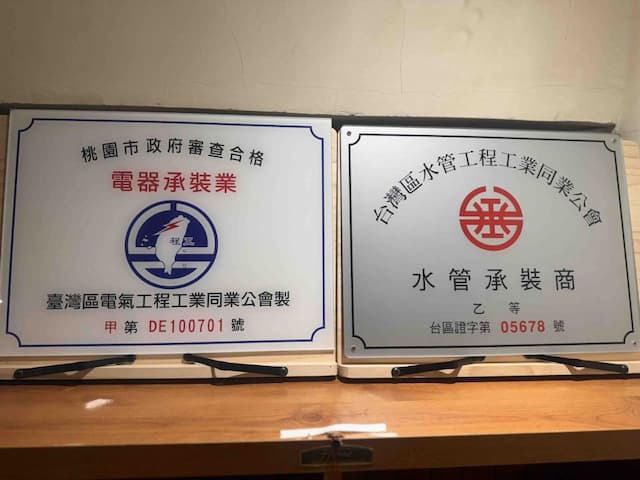 桃園市政府審查合格
電器承裝業
工程
臺灣區電氣工程工業同業公會製
甲 第 DE100701 號
台灣區水管工程工業同業公會
水管承裝商
乙等
台區證字第 05678 號